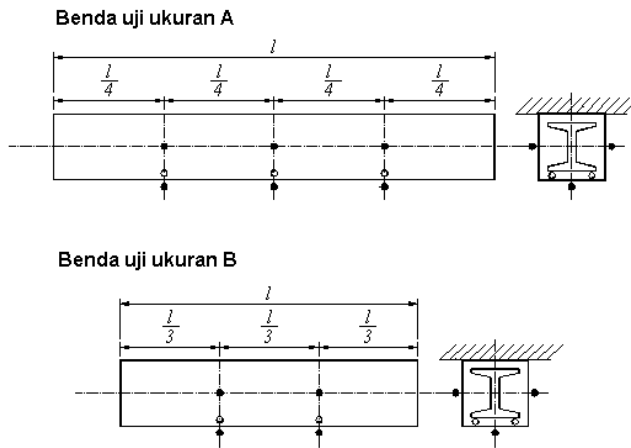 Benda uji ukuran A
l
l/4 l/4 l/4 l/4
Benda uji ukuran B
l
l/3 l/3 l/3